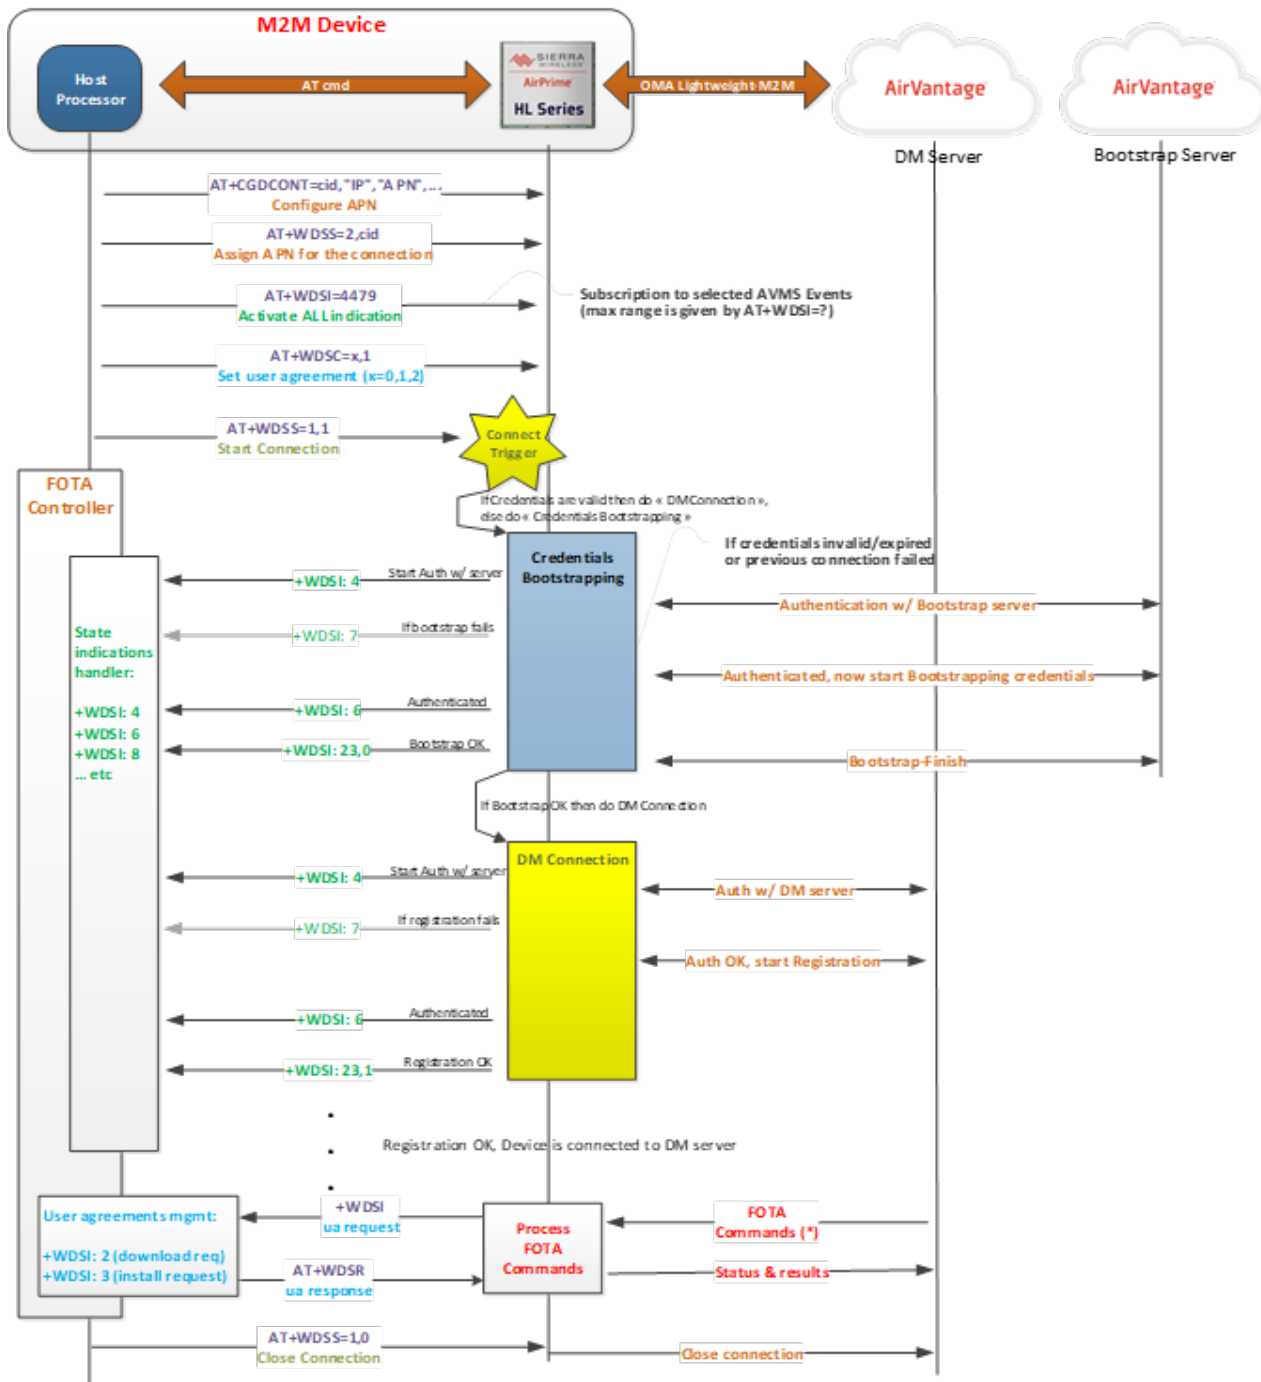 M2M Device
Host
Processor
AT cmd
SIERRA
WIRELESS
AirPrime
HL Series
OMA Lightweight M2M
AirVantage
DM Server
AirVantage
Bootstrap Server
AT+CGDCONT=cid,"IP","APN",...
Configure APN
AT+WDSS=2,cid
Assign APN for the connection
AT+WDSI=4479
Activate ALL indication
Subscription to selected AVMS Events
(max range is given by AT+WDSI=?)
AT+WDSC=x,1
Set user agreement (x=0,1,2)
AT+WDSS=1,1
Start Connection
Connect
Trigger
FOTA
Controller
If Credentials are valid then do « DMConnection »,
else do « Credentials Bootstrapping »
Credentials
Bootstrapping
If credentials invalid/expired
or previous connection failed
+WDSI: 4
Start Auth w/ server
Authentication w/ Bootstrap server
+WDSI: 7
If bootstrap fails
State
indications
handler:
+WDSI: 4
+WDSI: 6
+WDSI: 8
... etc
Authenticated, now start Bootstrapping credentials
+WDSI: 6
Authenticated
+WDSI: 23,0
Bootstrap OK
Bootstrap Finish
If Bootstrap OK then do DM Connection
DM Connection
+WDSI: 4
Start Auth w/ server
Auth w/ DM server
+WDSI: 7
If registration fails
Auth OK, start Registration
+WDSI: 6
Authenticated
+WDSI: 23,1
Registration OK
Registration OK, Device is connected to DM server
User agreements mgmt:
+WDSI: 2 (download req)
+WDSI: 3 (install request)
+WDSI
ua request
AT+WDSR
ua response
Process
FOTA
Commands
FOTA
Commands (*)
Status & results
AT+WDSS=1,0
Close Connection
Close connection